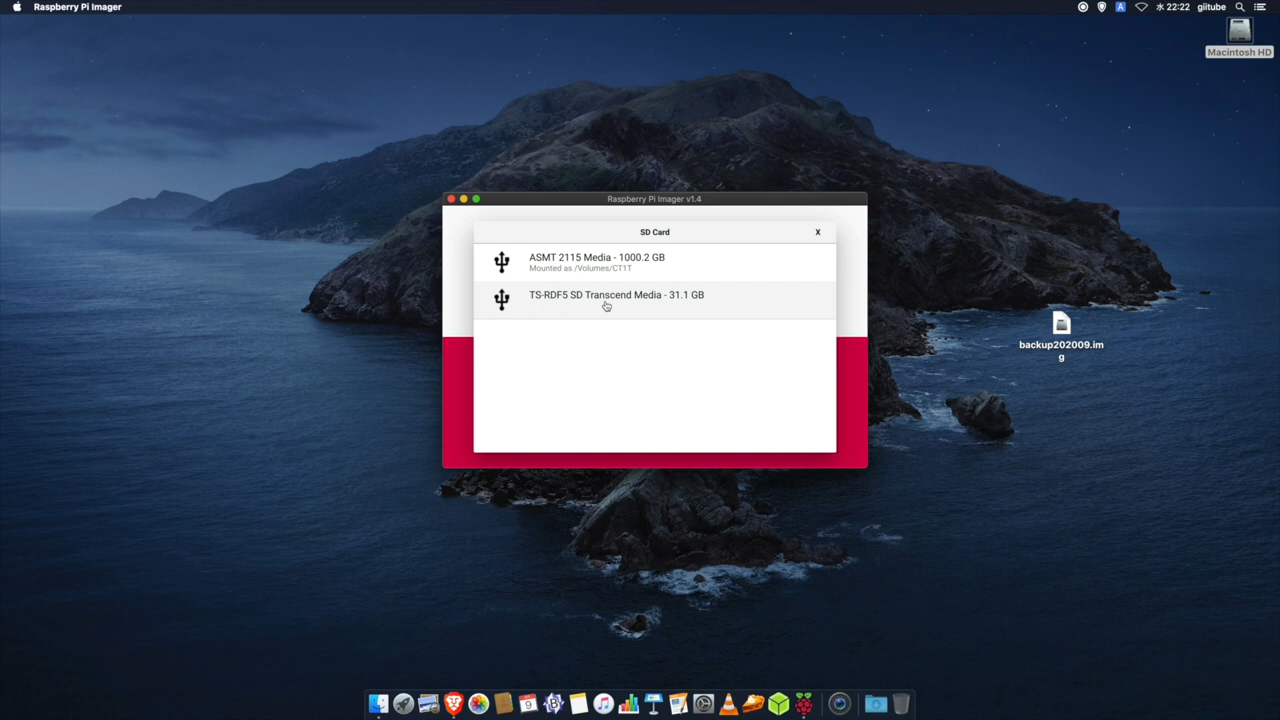 Raspberry Pi Imager
A
水 22:22
giitube
Macintosh HD
Raspberry Pi Imager v1.4
SD Card
X
ASMT 2115 Media - 1000.2 GB
Mounted as /Volumes/CT1T
TS-RDF5 SD Transcend Media - 31.1 GB
backup202009.im
g
9